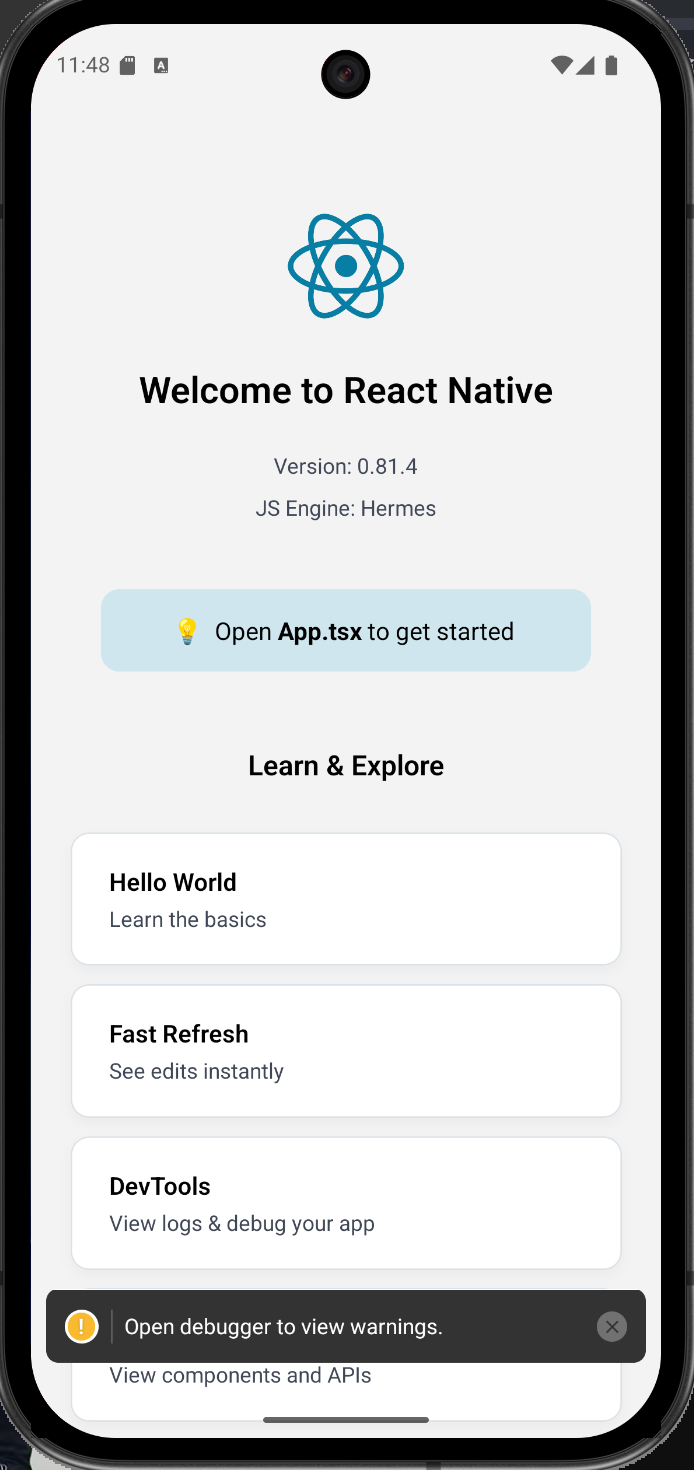 11:48
Welcome to React Native
Version: 0.81.4
JS Engine: Hermes
💡 Open App.tsx to get started
Learn & Explore
Hello World
Learn the basics
Fast Refresh
See edits instantly
DevTools
View logs & debug your app
Open debugger to view warnings.
View components and APIs